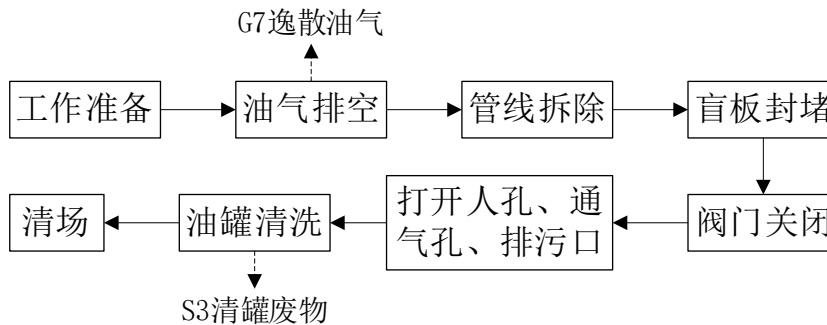 G7逸散油气
工作准备
油气排空
管线拆除
盲板封堵
阀门关闭
打开人孔、通
气孔、排污口
油罐清洗
清场
S3清罐废物